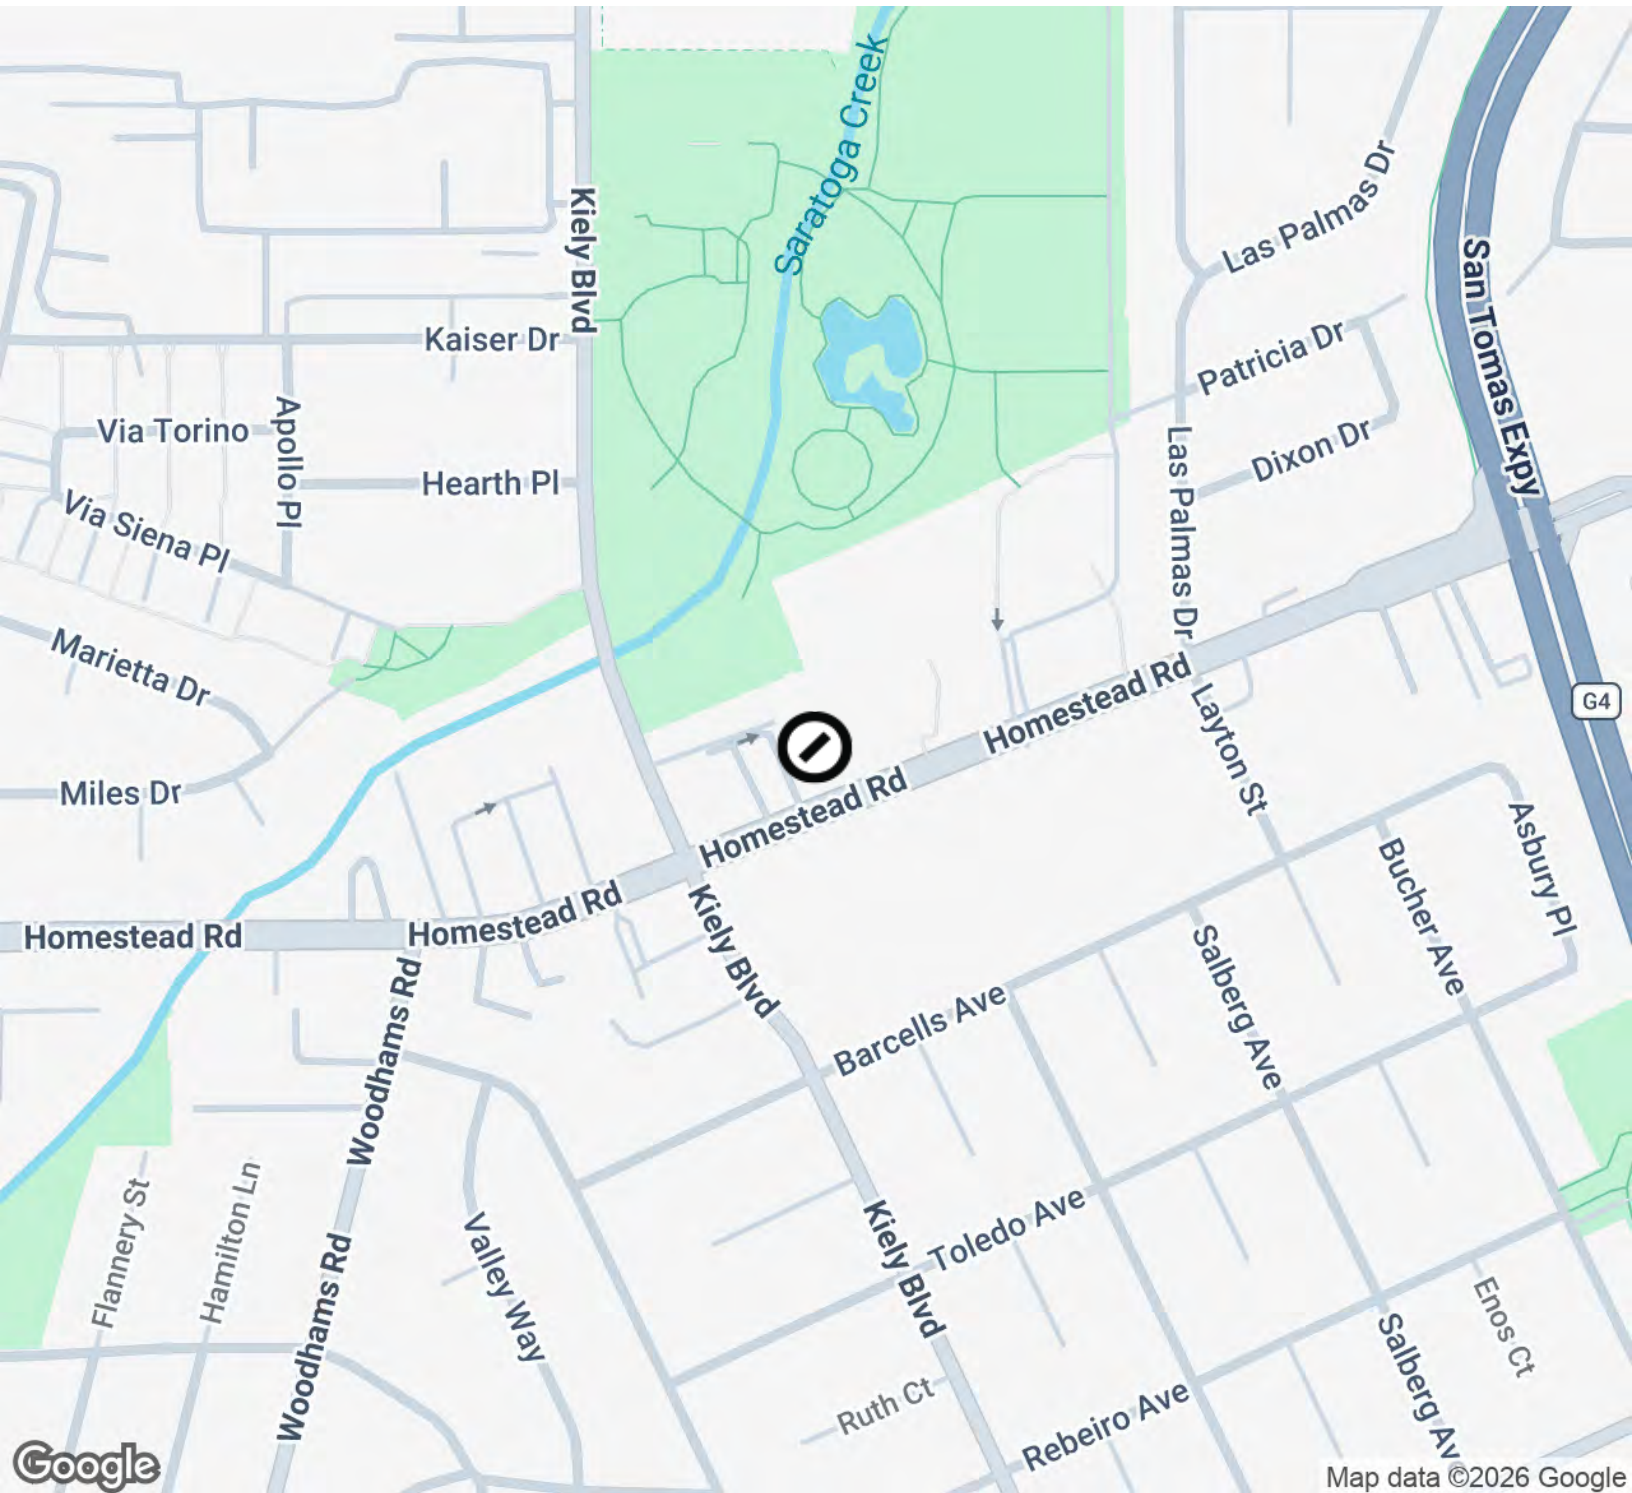 Saratoga Creek
Kiely Blvd
Las Palmas Dr
San Tomas Expy
Kaiser Dr
Patricia Dr
Apollo Pl
Via Torino
Hearth Pl
Las Palmas Dr
Dixon Dr
Via Siena Pl
Marietta Dr
Homestead Rd
Layton St
G4
Miles Dr
Homestead Rd
Asbury Pl
Bucher Ave
Homestead Rd
Homestead Rd
Kiely Blvd
Salberg Ave
Woodhams Rd
Barcells Ave
Flannery St
Hamilton Ln
Woodhams Rd
Valley Way
Kiely Blvd
Toledo Ave
Enos Ct
Salberg Av
Ruth Ct
Rebeiro Ave
Google
Map data ©2026 Google